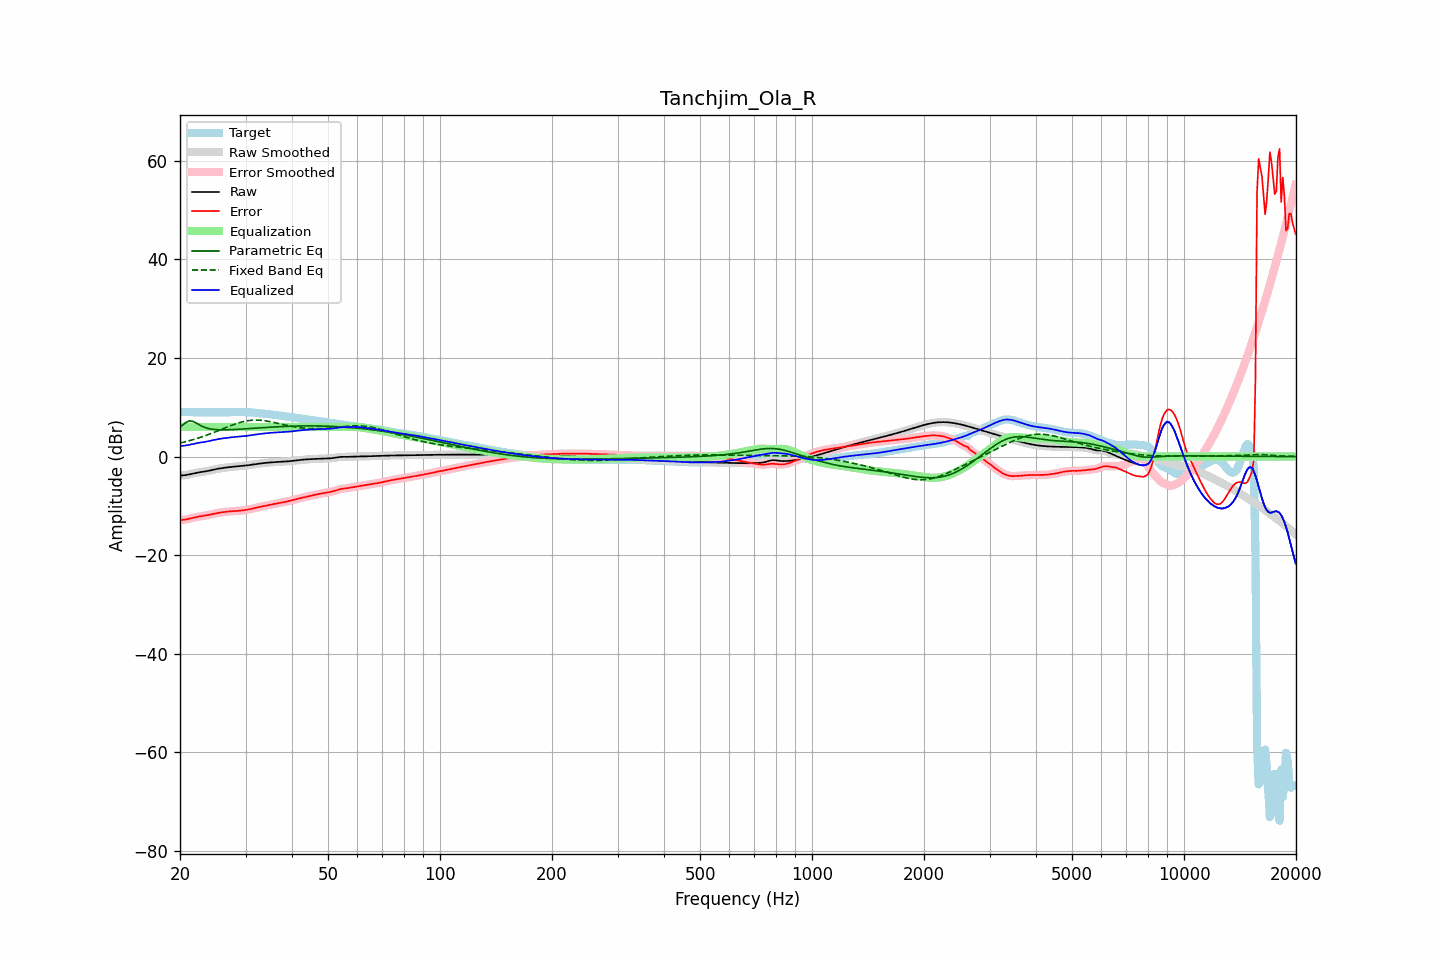 Tanchjim_Ola_R
Target
Raw Smoothed
Error Smoothed
Raw
Error
Equalization
Parametric Eq
Fixed Band Eq
Equalized
60
40
20
0
−20
−40
−60
−80
Amplitude (dBr)
20 50 100 200 500 1000 2000 5000 10000 20000
Frequency (Hz)